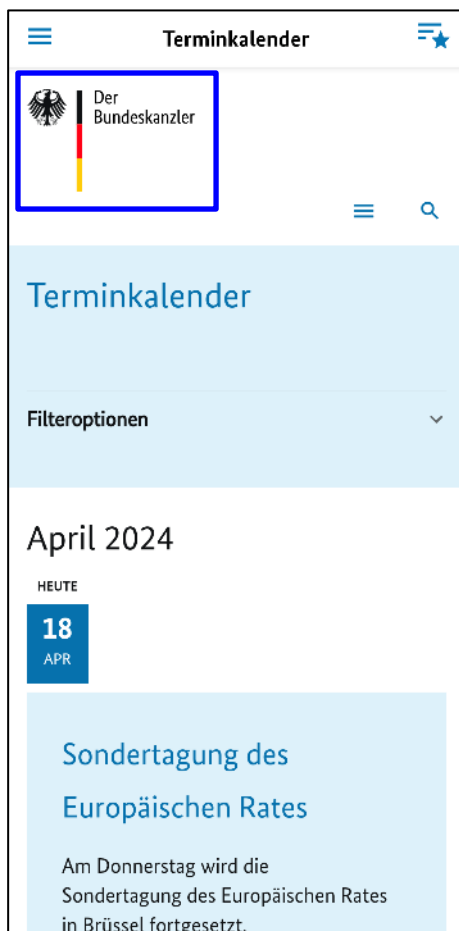 Terminkalender
Der
Bundeskanzler
Terminkalender
Filteroptionen
April 2024
HEUTE
18
APR
Sondertagung des
Europäischen Rates
Am Donnerstag wird die
Sondertagung des Europäischen Rates
in Brüssel fortgesetzt.